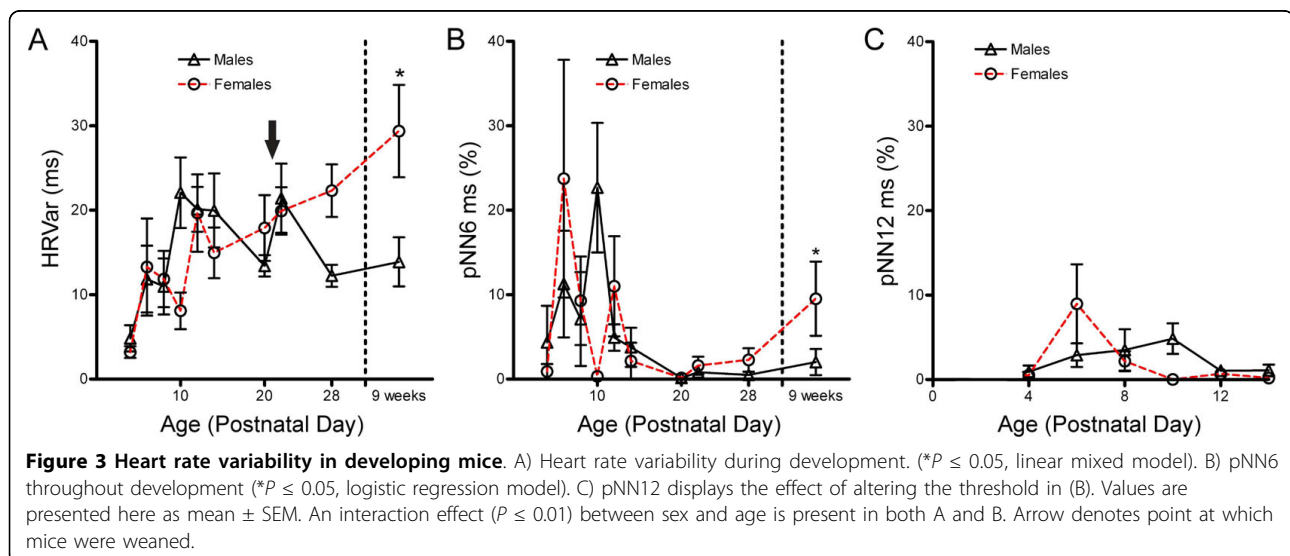 A
B
C
Males
Females
Males
Females
Males
Females
*
*
HRVar (ms)
40
30
20
10
0
10
20
28
9 weeks
Age (Postnatal Day)
pNN6 ms (%)
40
30
20
10
0
10
20
28
9 weeks
Age (Postnatal Day)
pNN12 ms (%)
40
30
20
10
0
0
4
8
12
Age (Postnatal Day)
Figure 3 Heart rate variability in developing mice. A) Heart rate variability during development. (*P ≤ 0.05, linear mixed model). B) pNN6
throughout development (*P ≤ 0.05, logistic regression model). C) pNN12 displays the effect of altering the threshold in (B). Values are
presented here as mean ± SEM. An interaction effect (P ≤ 0.01) between sex and age is present in both A and B. Arrow denotes point at which
mice were weaned.